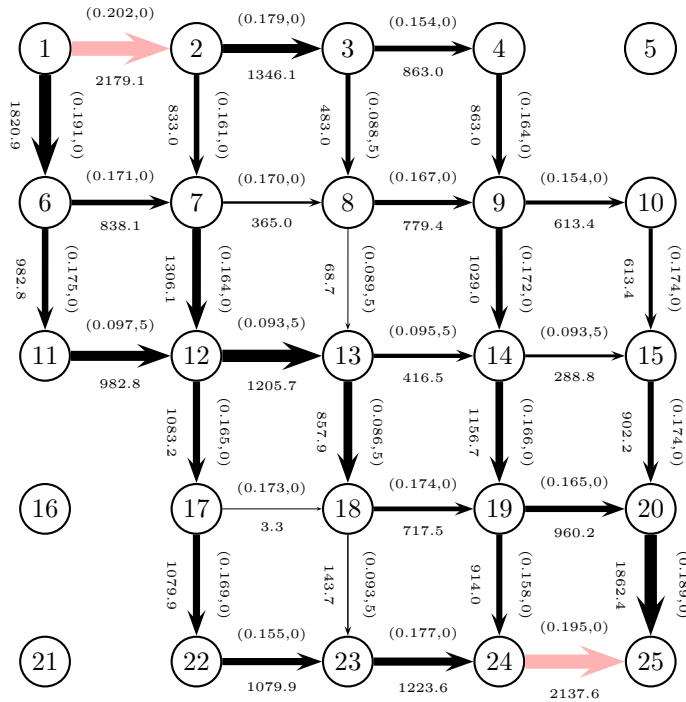 (0.202,0) (0.179,0) (0.154,0)
1 2 3 4 5
2179.1 1346.1 863.0
1820.9 (0.191,0) 833.0 (0.161,0) 483.0 (0.088,5) 863.0 (0.164,0)
(0.171,0) (0.170,0) (0.167,0) (0.154,0)
6 7 8 9 10
838.1 365.0 779.4 613.4
982.8 (0.175,0) 1306.1 (0.164,0) 68.7 (0.089,5) 1029.0 (0.172,0) 613.4 (0.174,0)
(0.097,5) (0.093,5) (0.095,5) (0.093,5)
11 12 13 14 15
982.8 1205.7 416.5 288.8
1083.2 (0.165,0) 857.9 (0.086,5) 1156.7 (0.166,0) 902.2 (0.174,0)
(0.173,0) (0.174,0) (0.165,0)
16 17 18 19 20
3.3 717.5 960.2
1079.9 (0.169,0) 143.7 (0.093,5) 914.0 (0.158,0) 1862.4 (0.189,0)
(0.155,0) (0.177,0) (0.195,0)
21 22 23 24 25
1079.9 1223.6 2137.6